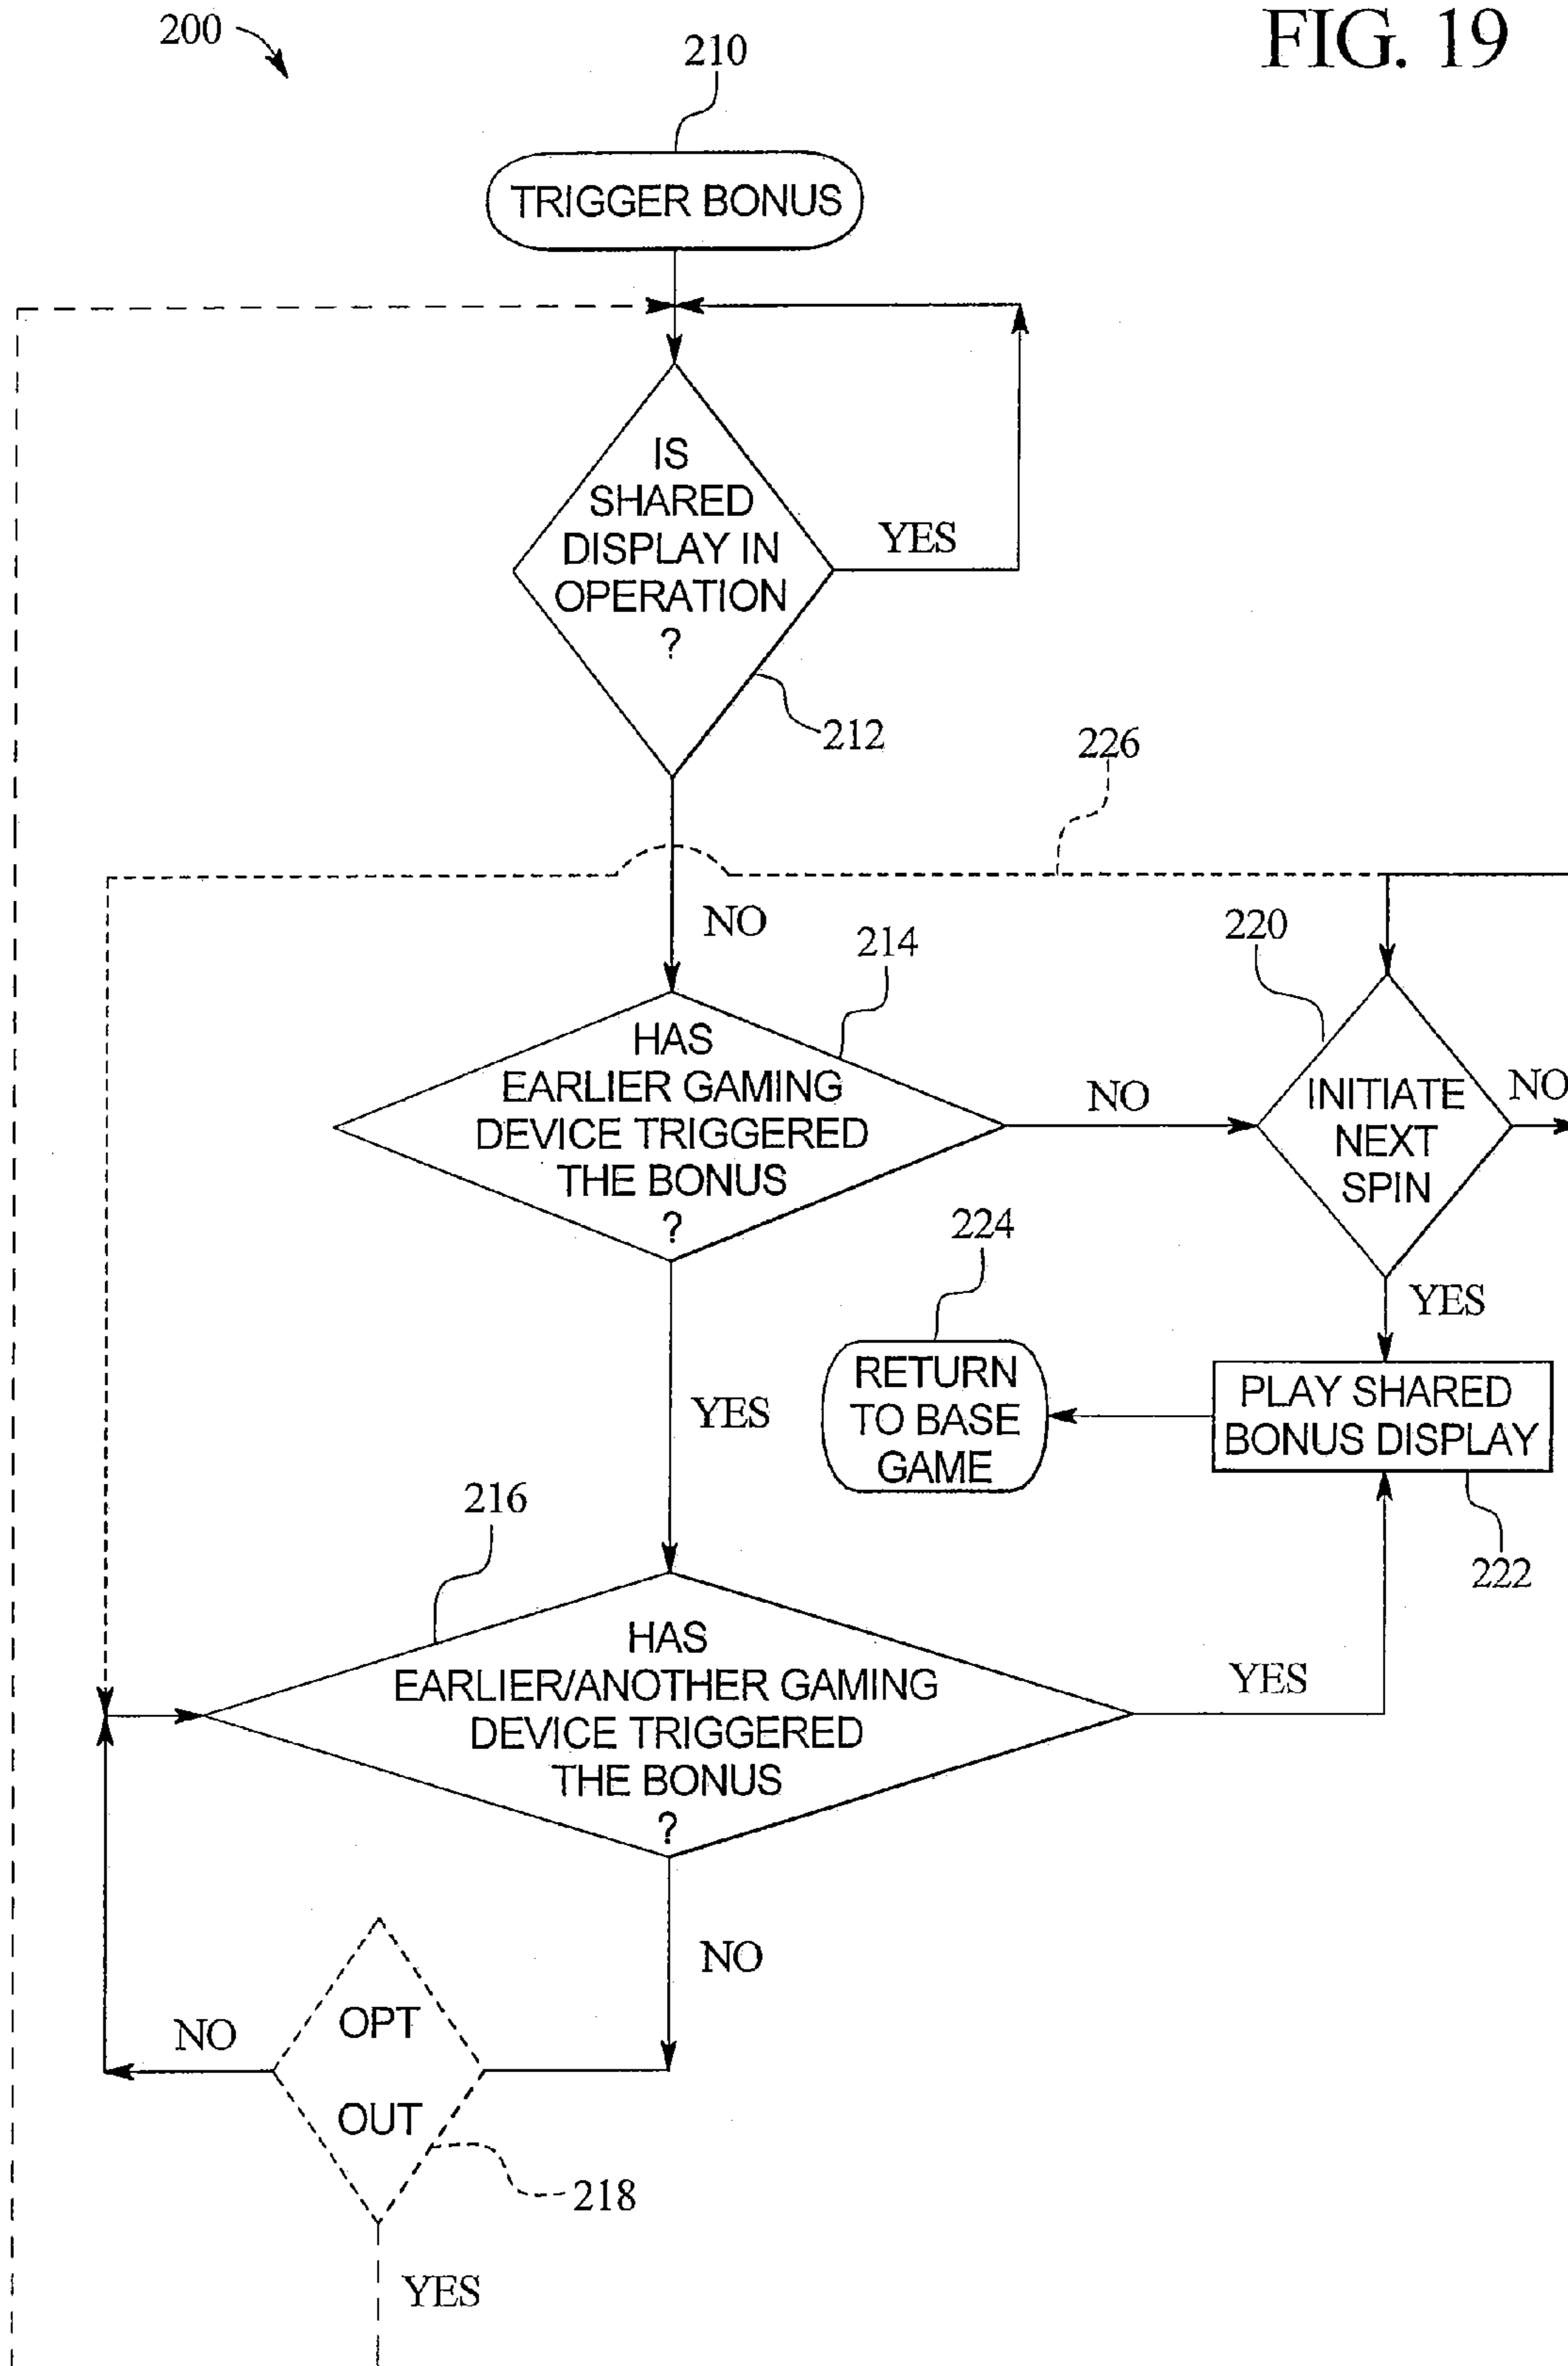 FIG. 19
200
210
TRIGGER BONUS
IS
SHARED
DISPLAY IN
OPERATION
?
YES
212
226
NO
214
220
HAS
EARLIER GAMING
DEVICE TRIGGERED
THE BONUS
?
NO
INITIATE
NEXT
SPIN
NO
224
YES
RETURN
TO BASE
GAME
PLAY SHARED
BONUS DISPLAY
YES
216
222
HAS
EARLIER/ANOTHER GAMING
DEVICE TRIGGERED
THE BONUS
?
YES
NO
OPT
OUT
NO
218
YES